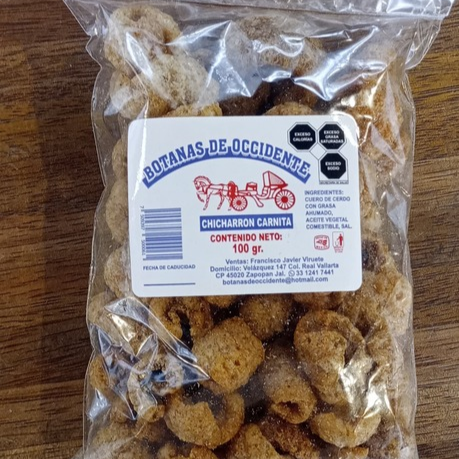 BOTANAS DE OCCIDENTE
EXCESO
CALORÍAS
EXCESO
GRASAS
SATURADAS
EXCESO
SODIO
CHICHARRON CARNITA
CONTENIDO NETO:
100 gr.
INGREDIENTES:
CUERO DE CERDO
CON GRASA
AHUMADO,
ACEITE VEGETAL
COMESTIBLE, SAL.
FECHA DE CADUCIDAD
Ventas: Francisco Javier Viruete
Domicilio: Velázquez 147 Col. Real Vallarta
CP 45020 Zapopan Jal. 33 1241 7441
botanasdeoccidente@hotmail.com